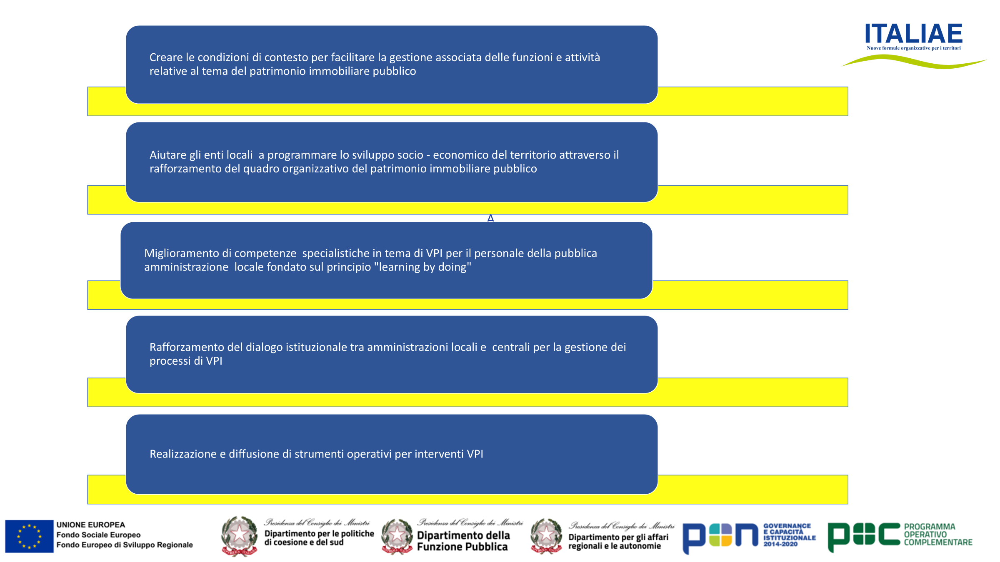 ITALIAE
Nuove formule organizzative per i territori
Creare le condizioni di contesto per facilitare la gestione associata delle funzioni e attività
relative al tema del patrimonio immobiliare pubblico
Aiutare gli enti locali  a programmare lo sviluppo socio - economico del territorio attraverso il
rafforzamento del quadro organizzativo del patrimonio immobiliare pubblico
A
Miglioramento di competenze  specialistiche in tema di VPI per il personale della pubblica
amministrazione  locale fondato sul principio "learning by doing"
Rafforzamento del dialogo istituzionale tra amministrazioni locali e  centrali per la gestione dei
processi di VPI
Realizzazione e diffusione di strumenti operativi per interventi VPI
UNIONE EUROPEA
Fondo Sociale Europeo
Fondo Europeo di Sviluppo Regionale
Presidenza del Consiglio dei Ministri
Dipartimento per le politiche
di coesione e del sud
Presidenza del Consiglio dei Ministri
Dipartimento della
Funzione Pubblica
Presidenza del Consiglio dei Ministri
Dipartimento per gli affari
regionali e le autonomie
pon
GOVERNANCE
E CAPACITÀ
ISTITUZIONALE
2014-2020
poc
PROGRAMMA
OPERATIVO
COMPLEMENTARE